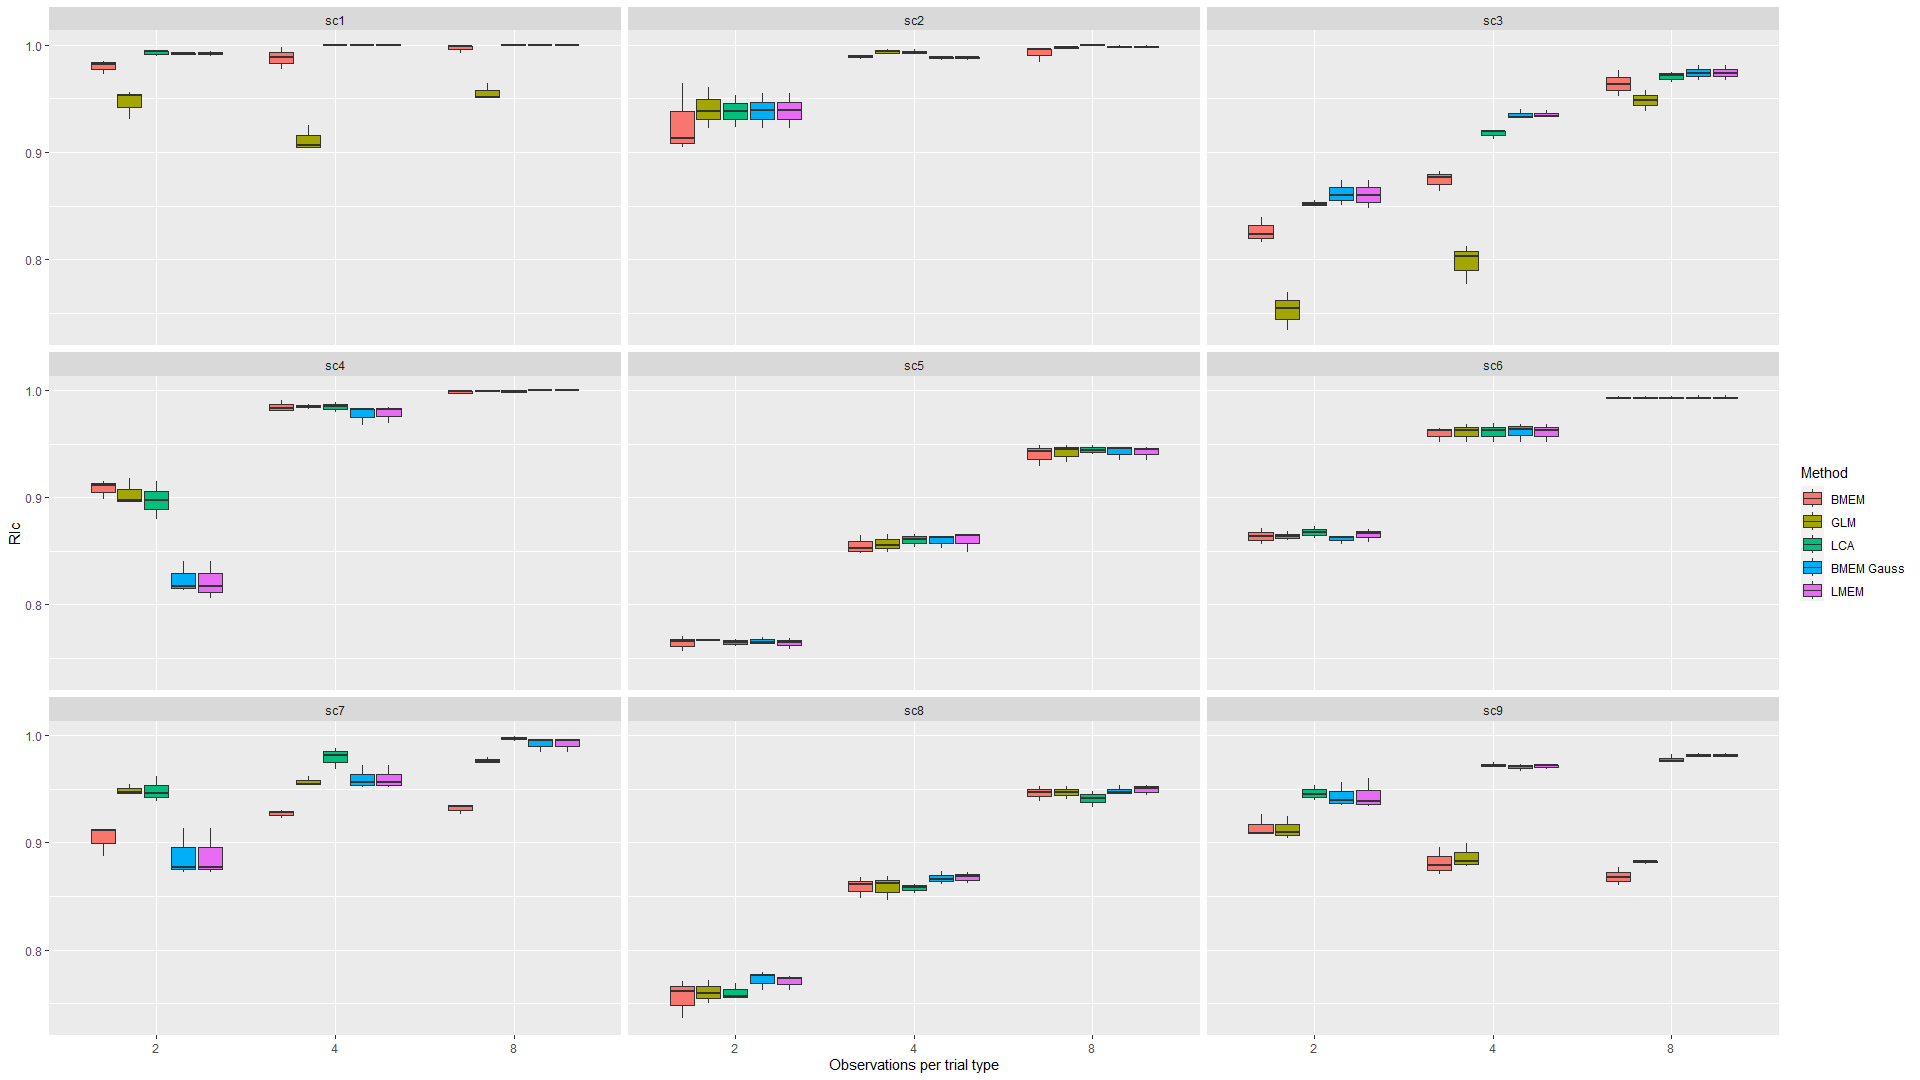 sc1 sc2 sc3
1.0
0.9
0.8
sc4 sc5 sc6
1.0
0.9
0.8
sc7 sc8 sc9
1.0
0.9
0.8
2 4 8 2 4 8 2 4 8
Observations per trial type
RIc
Method
BMEM
GLM
LCA
BMEM Gauss
LMEM